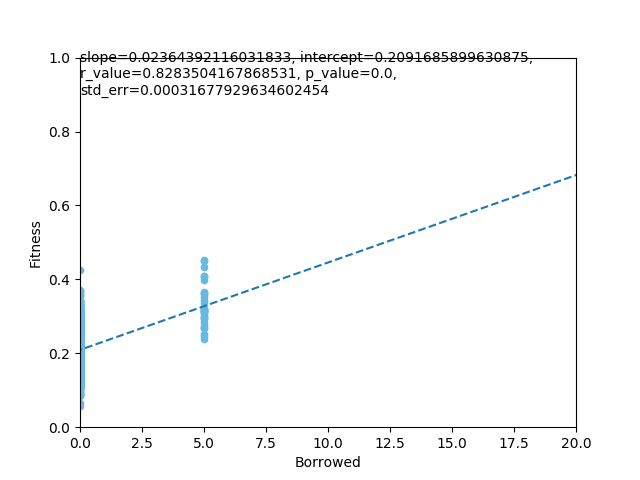 slope=0.02364392116031833, intercept=0.2091685899630875,
r_value=0.8283504167868531, p_value=0.0,
std_err=0.00031677929634602454
1.0
0.8
0.6
0.4
0.2
0.0
Fitness
0.0 2.5 5.0 7.5 10.0 12.5 15.0 17.5 20.0
Borrowed